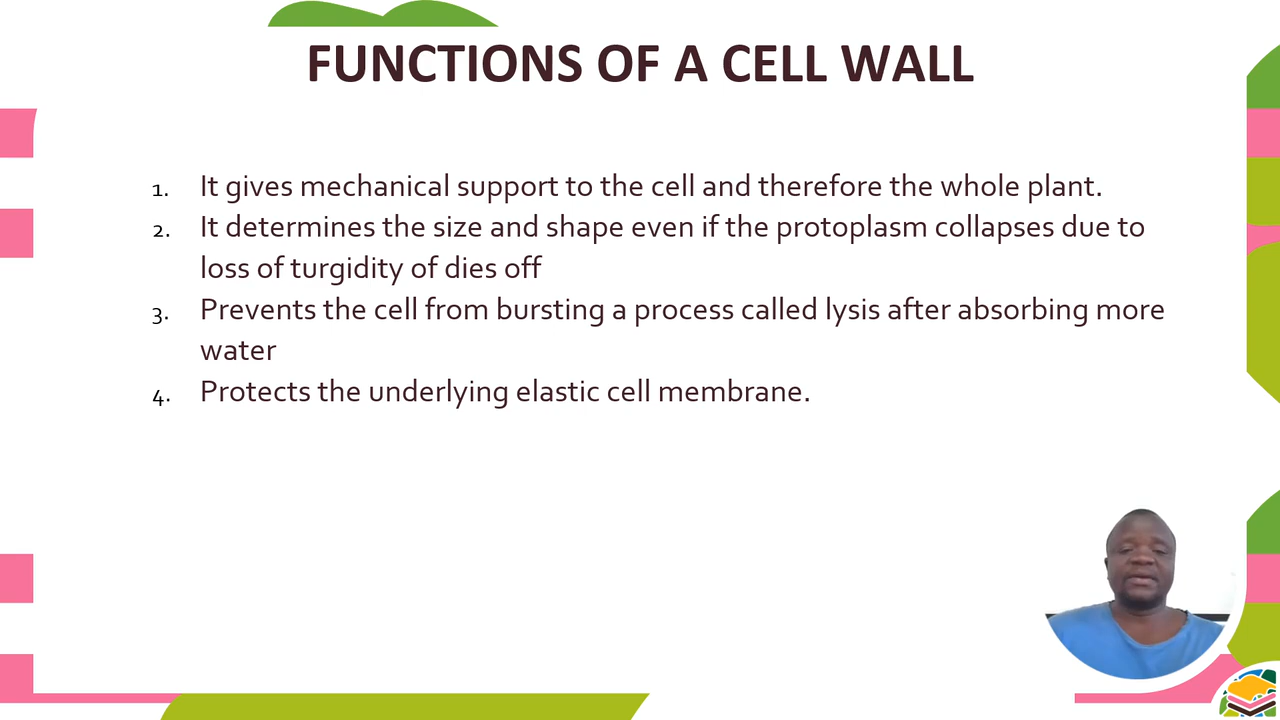 FUNCTIONS OF A CELL WALL
1. It gives mechanical support to the cell and therefore the whole plant.
2. It determines the size and shape even if the protoplasm collapses due to
loss of turgidity of dies off
3. Prevents the cell from bursting a process called lysis after absorbing more
water
4. Protects the underlying elastic cell membrane.